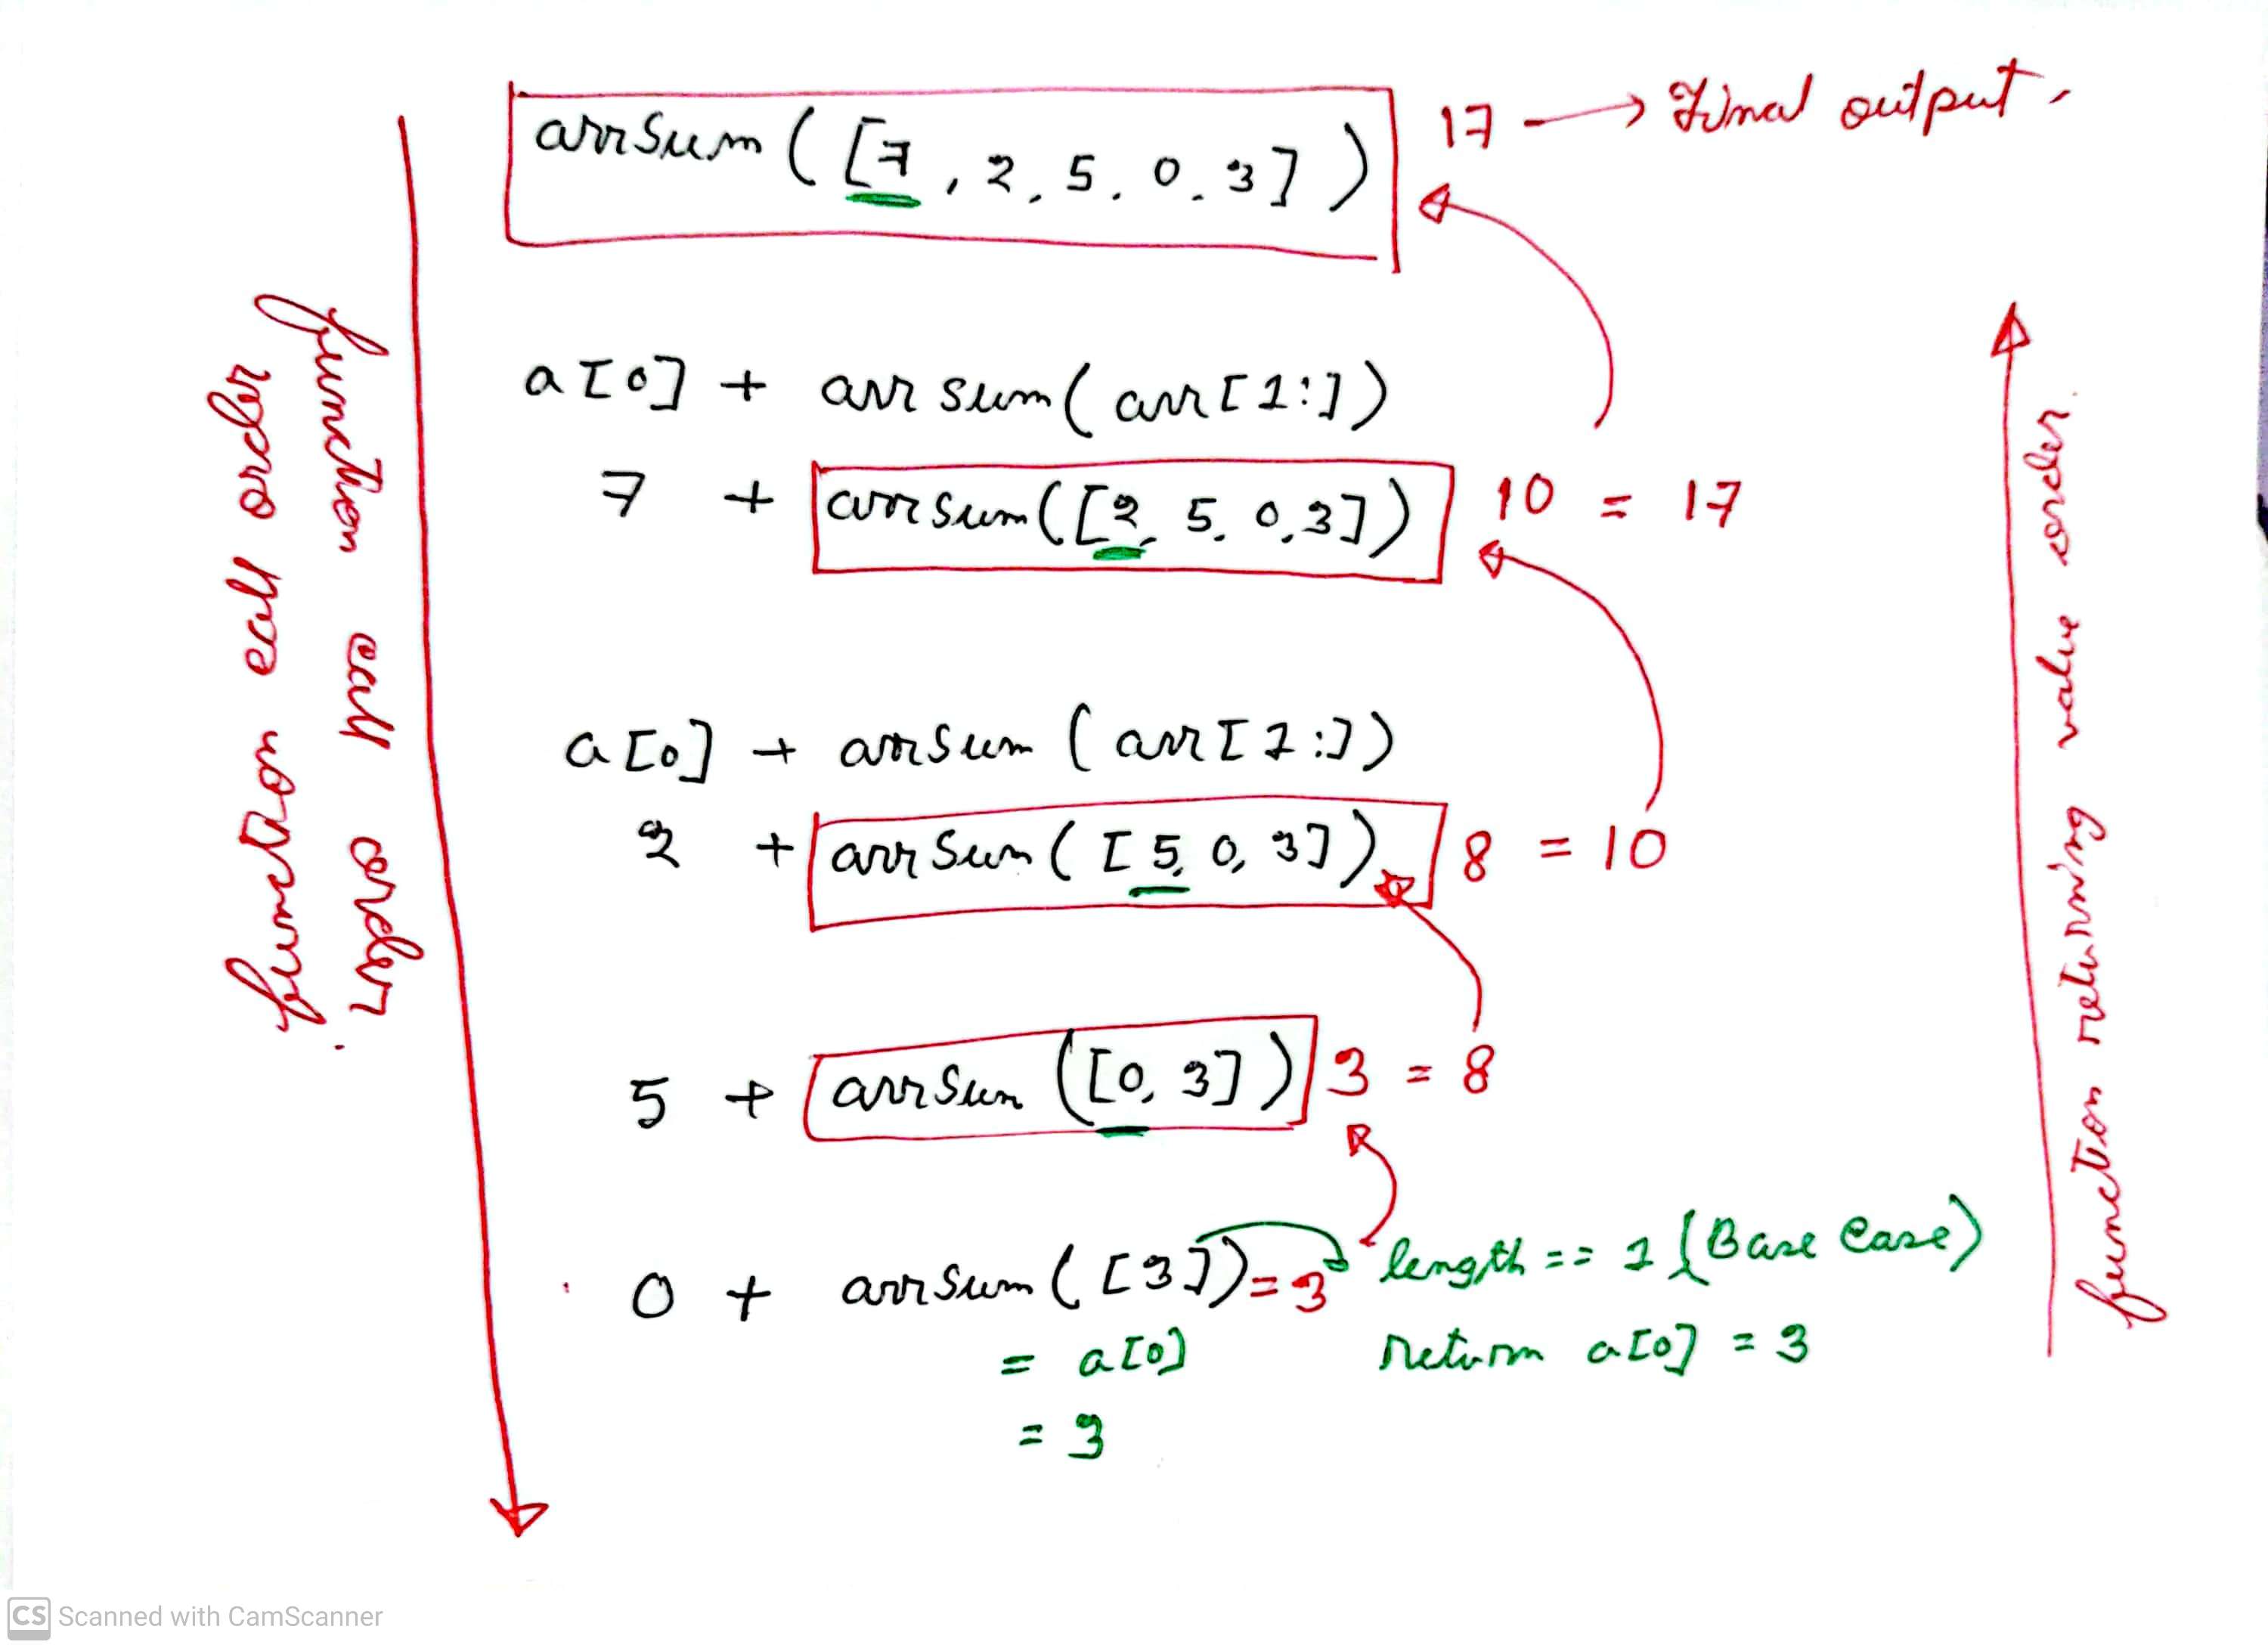 arrSum ( [7, 2, 5, 0, 3] ) 17 → Final output.
a[0] + arrsum( arr[1:])
7 + arrsum([2, 5, 0, 3]) 10 = 17
a[0] + arrsum ( arr[1:])
2 + arrSum ( [5, 0, 3]) 8 = 10
5 + arrSum ([0, 3]) 3 = 8
0 + arrSum ( [3]) = 3 length == 1 (Base Case)
= a[0] return a[0] = 3
= 3
function call order.
function call order
function returning value order.
CS Scanned with CamScanner